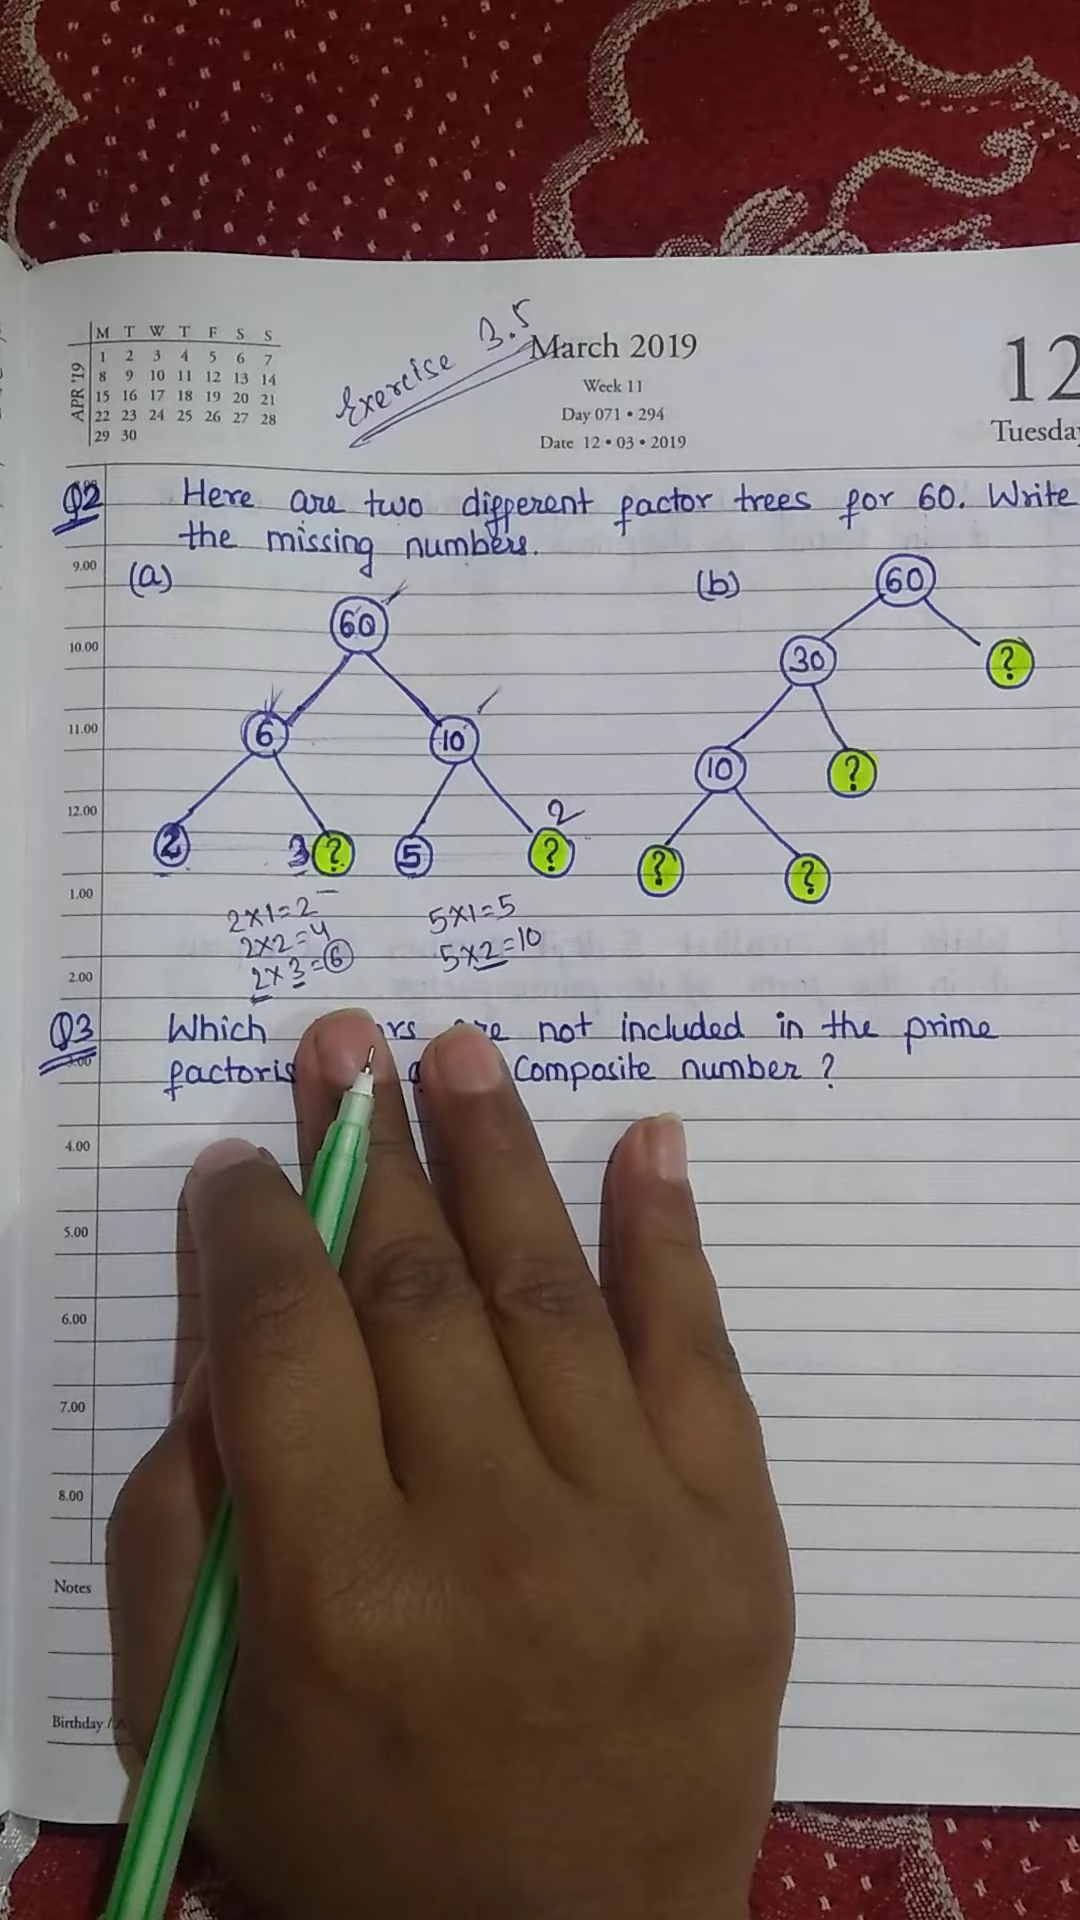 M T W T F S S
1 2 3 4 5 6 7
8 9 10 11 12 13 14
15 16 17 18 19 20 21
22 23 24 25 26 27 28
29 30
APR '19
Exercise 3.5
March 2019
Week 11
Day 071 • 294
Date 12 • 03 • 2019
12
Q2 Here are two different factor trees for 60. Write
the missing numbers.
9.00
(a)
(b)
60
60
10.00
30 ?
11.00
6 10
10 ?
12.00
2
2 3 ? 5 ?
? ?
1.00
2×1=2 5×1=5
2×2=4 5×2=10
2×3=6
2.00
Q3 Which are not included in the prime
Composite number ?
4.00
5.00
6.00
7.00
8.00
Notes
Birthday /